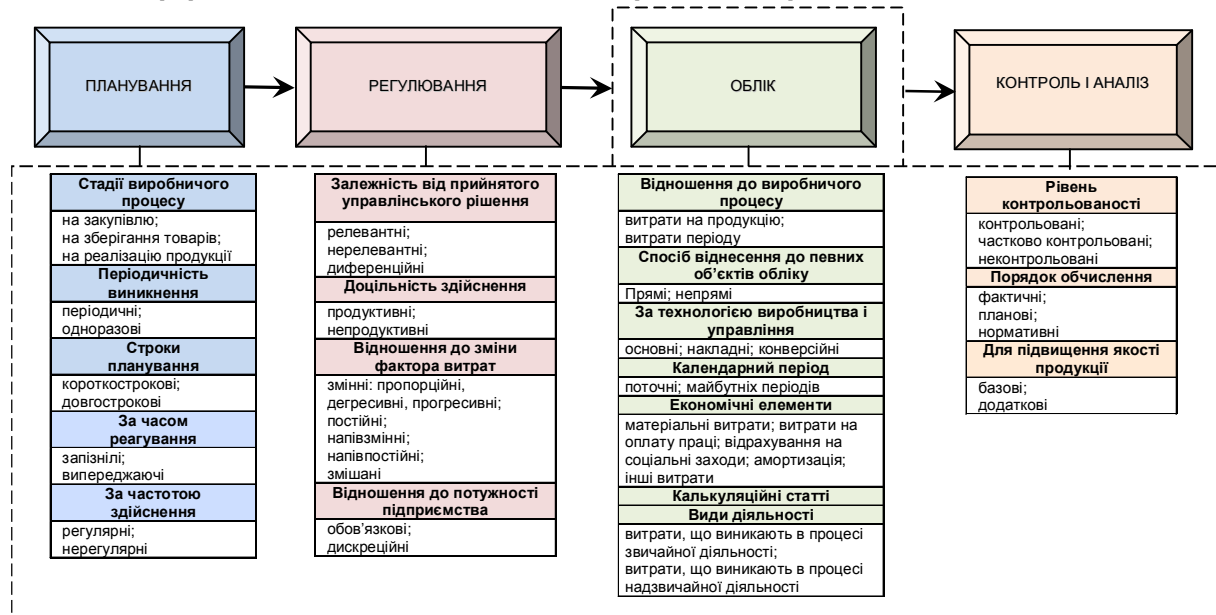 ПЛАНУВАННЯ
РЕГУЛЮВАННЯ
ОБЛІК
КОНТРОЛЬ І АНАЛІЗ
Стадії виробничого
процесу
на закупівлю;
на зберігання товарів;
на реалізацію продукції
Періодичність
виникнення
періодичні;
одноразові
Строки
планування
короткострокові;
довгострокові
За часом
реагування
запізнілі;
випереджаючі
За частотою
здійснення
регулярні;
нерегулярні
Залежність від прийнятого
управлінського рішення
релевантні;
нерелевантні;
диференційні
Доцільність здійснення
продуктивні;
непродуктивні
Відношення до зміни
фактора витрат
змінні: пропорційні,
дегресивні, прогресивні;
постійні;
напівзмінні;
напівпостійні;
змішані
Відношення до потужності
підприємства
обов’язкові;
дискреційні
Відношення до виробничого
процесу
витрати на продукцію;
витрати періоду
Спосіб віднесення до певних
об’єктів обліку
Прямі; непрямі
За технологією виробництва і
управління
основні; накладні; конверсійні
Календарний період
поточні; майбутніх періодів
Економічні елементи
матеріальні витрати; витрати на
оплату праці; відрахування на
соціальні заходи; амортизація;
інші витрати
Калькуляційні статті
Види діяльності
витрати, що виникають в процесі
звичайної діяльності;
витрати, що виникають в процесі
надзвичайної діяльності
Рівень
контрольованості
контрольовані;
частково контрольовані;
неконтрольовані
Порядок обчислення
фактичні;
планові;
нормативні
Для підвищення якості
продукції
базові;
додаткові